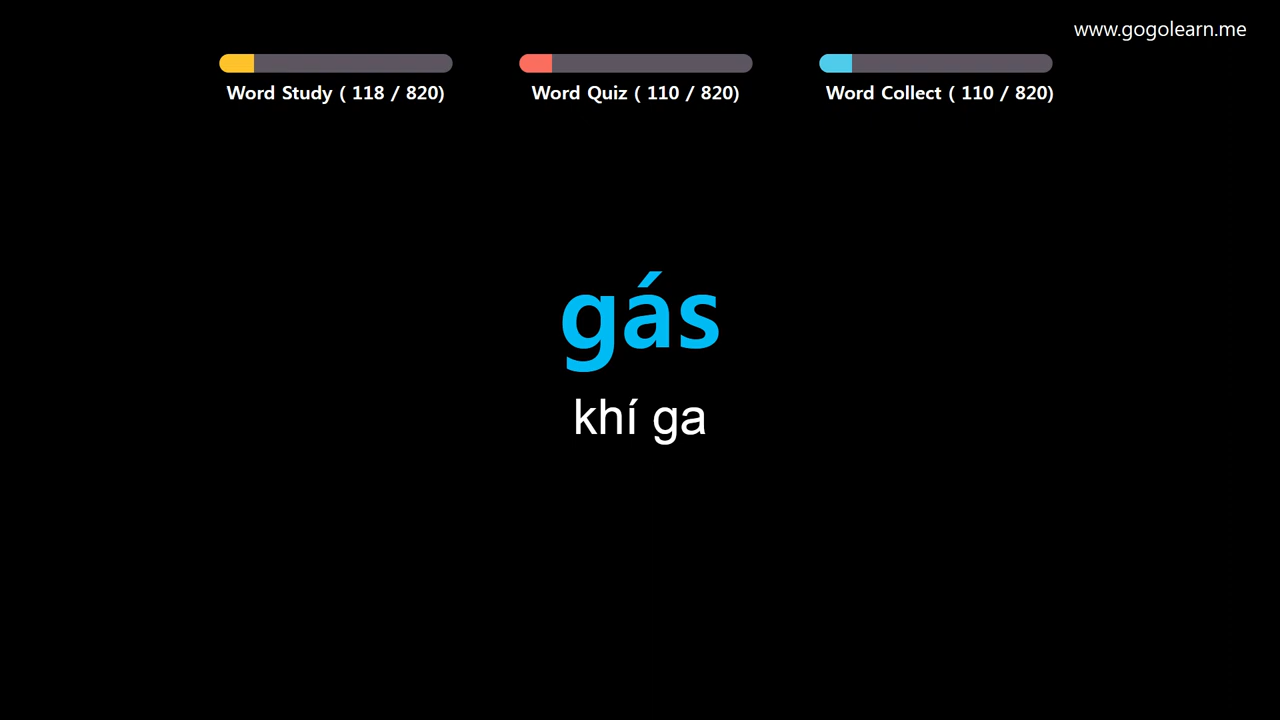 www.gogolearn.me
Word Study ( 118 / 820)
Word Quiz ( 110 / 820)
Word Collect ( 110 / 820)
gás
khí ga